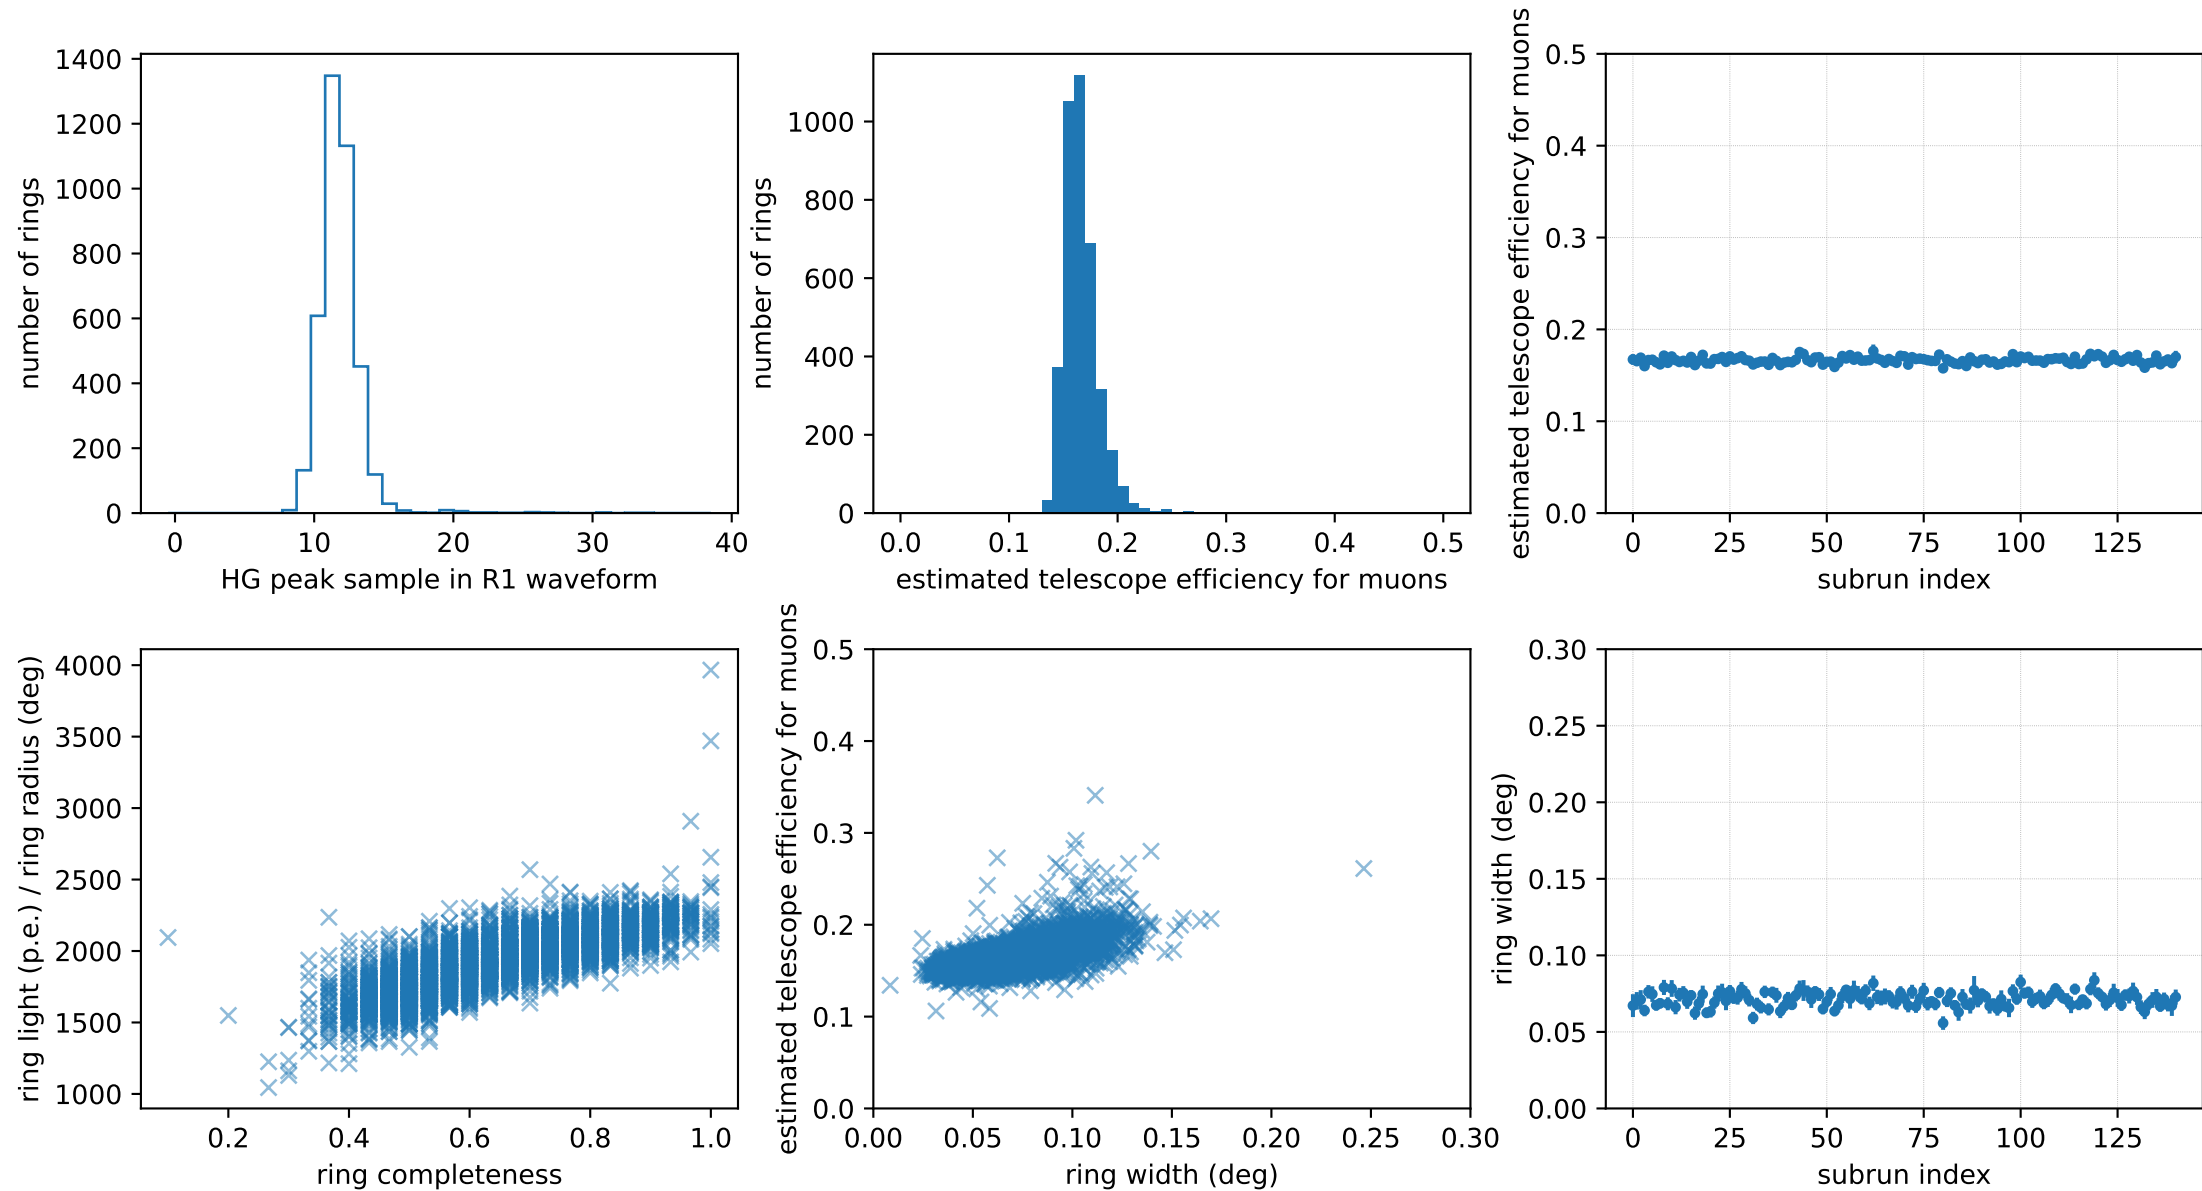 number of rings
1400
1200
1000
800
600
400
200
0
0 10 20 30 40
HG peak sample in R1 waveform
number of rings
1000
800
600
400
200
0
0.0 0.1 0.2 0.3 0.4 0.5
estimated telescope efficiency for muons
estimated telescope efficiency for muons
0.5
0.4
0.3
0.2
0.1
0.0
0 25 50 75 100 125
subrun index
ring light (p.e.) / ring radius (deg)
4000
3500
3000
2500
2000
1500
1000
0.2 0.4 0.6 0.8 1.0
ring completeness
estimated telescope efficiency for muons
0.5
0.4
0.3
0.2
0.1
0.0
0.00 0.05 0.10 0.15 0.20 0.25 0.30
ring width (deg)
ring width (deg)
0.30
0.25
0.20
0.15
0.10
0.05
0.00
0 25 50 75 100 125
subrun index